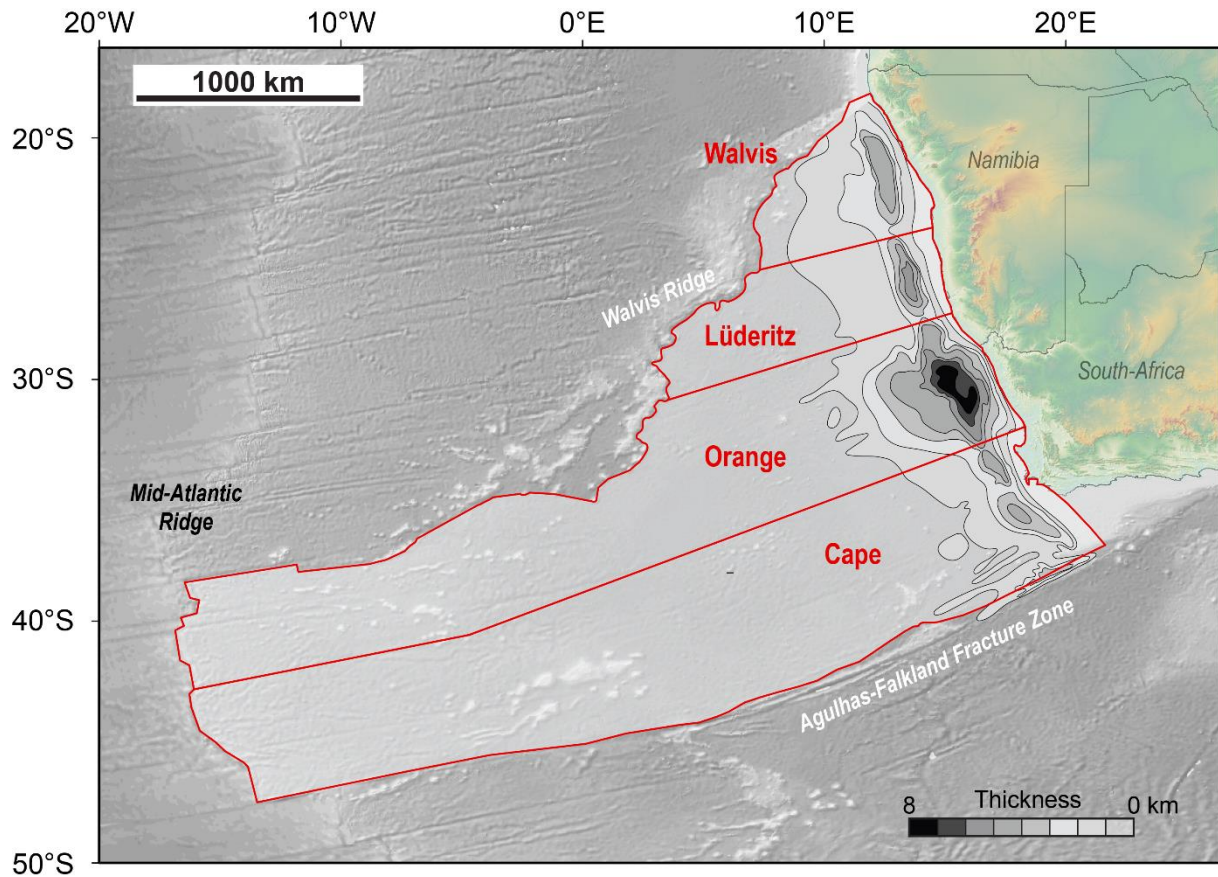 20°W 10°W 0°E 10°E 20°E
1000 km
20°S
Walvis
Namibia
Walvis Ridge
Lüderitz
30°S
South-Africa
Orange
Mid-Atlantic
Ridge
Cape
40°S
Agulhas-Falkland Fracture Zone
8 Thickness 0 km
50°S